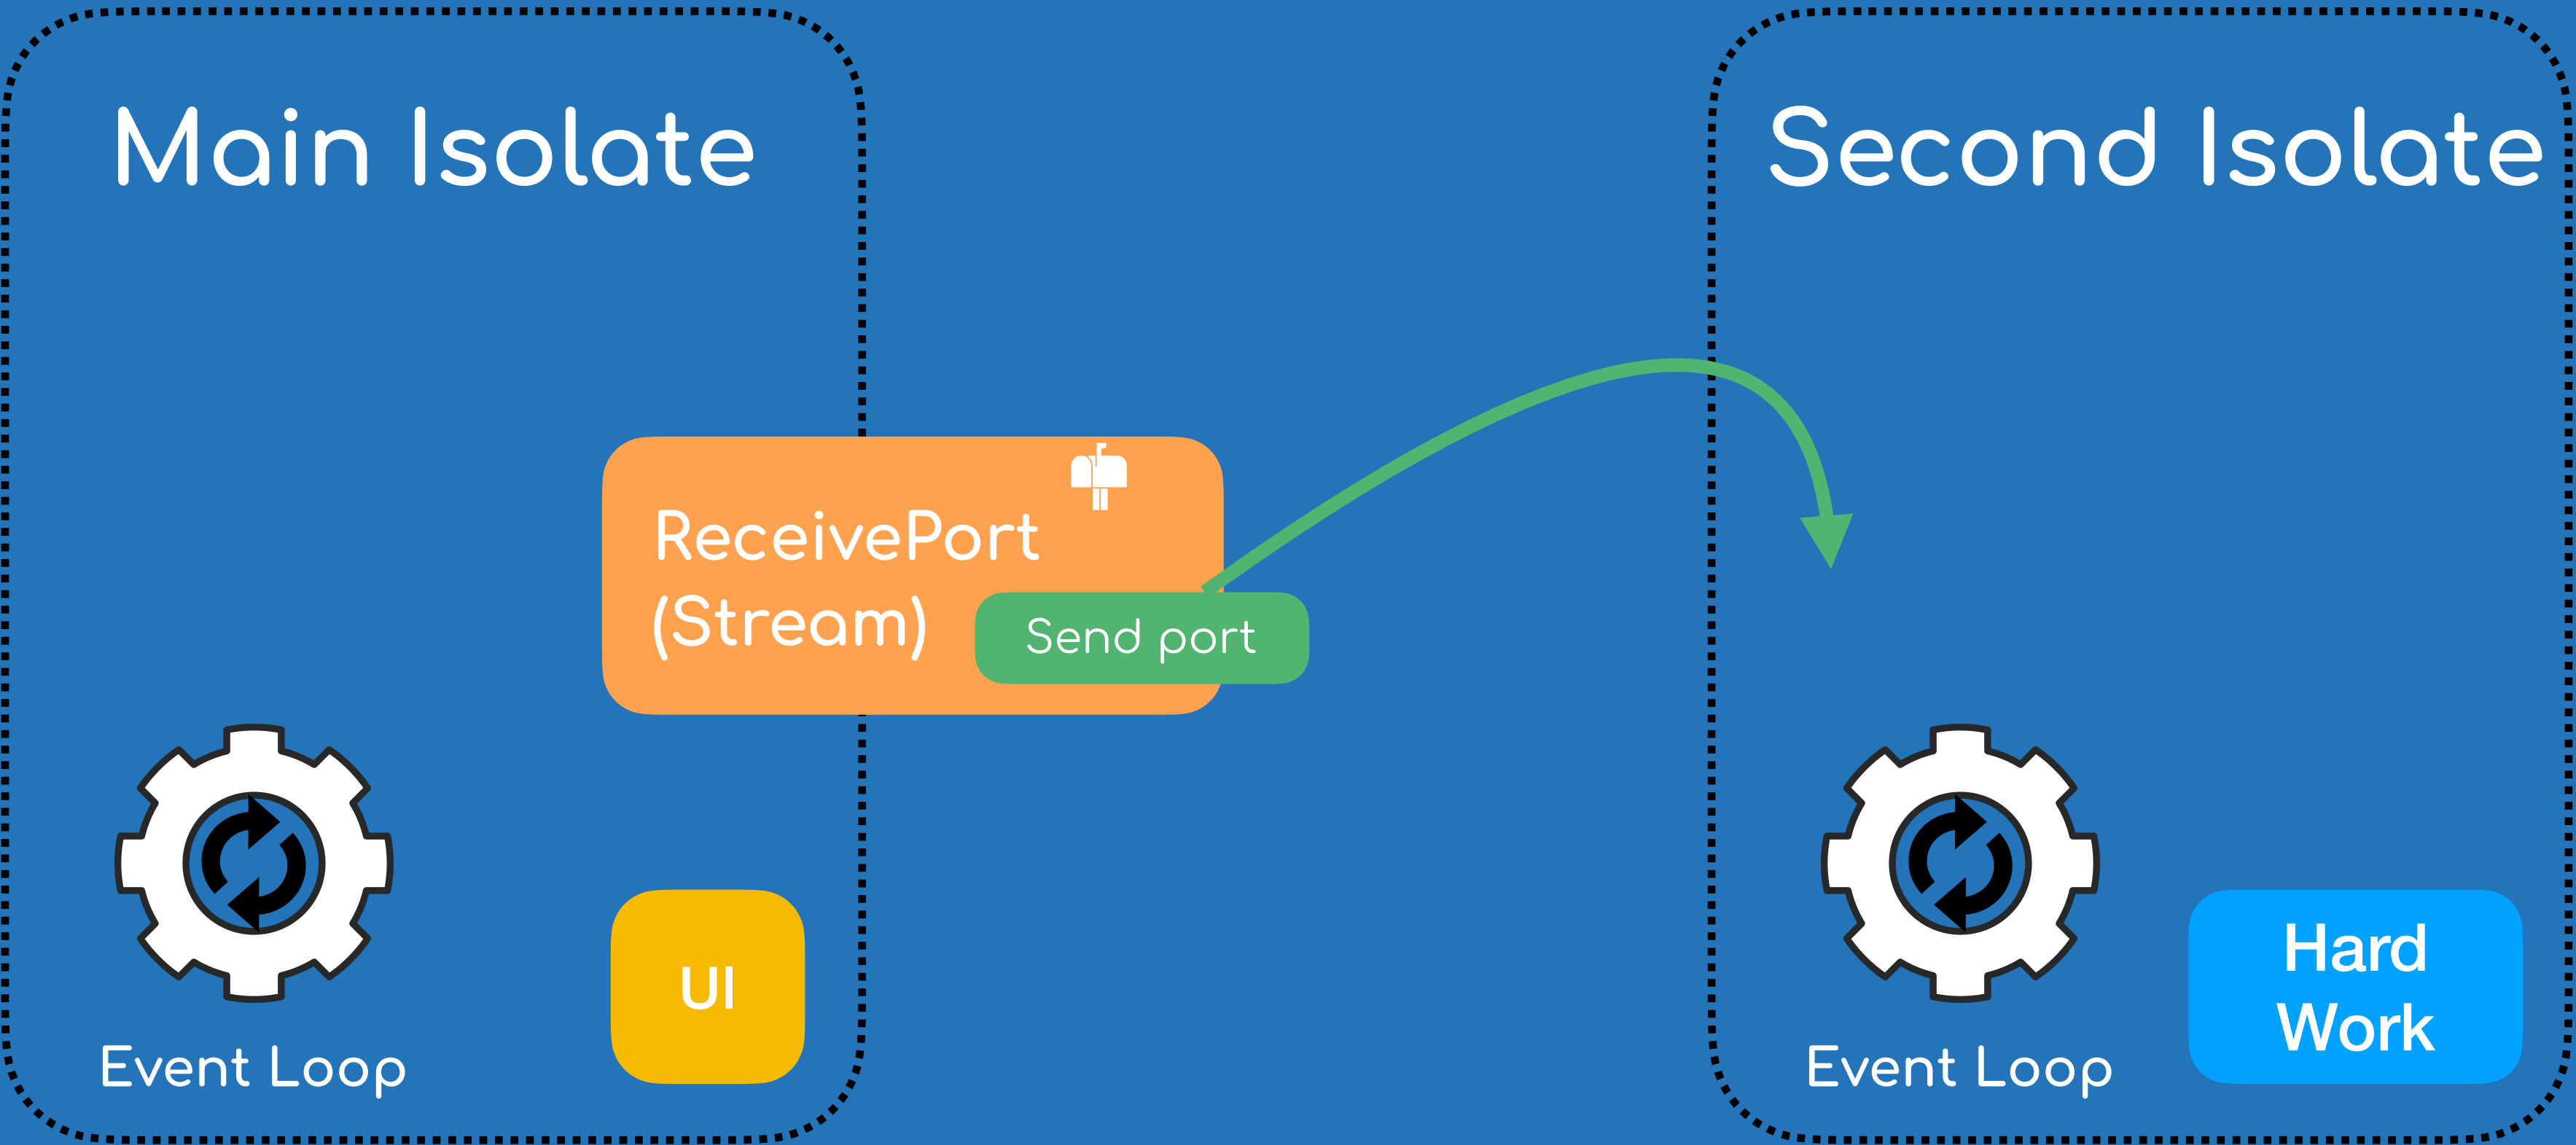 Main Isolate
Second Isolate
ReceivePort
(Stream)
Send port
Event Loop
UI
Event Loop
Hard
Work